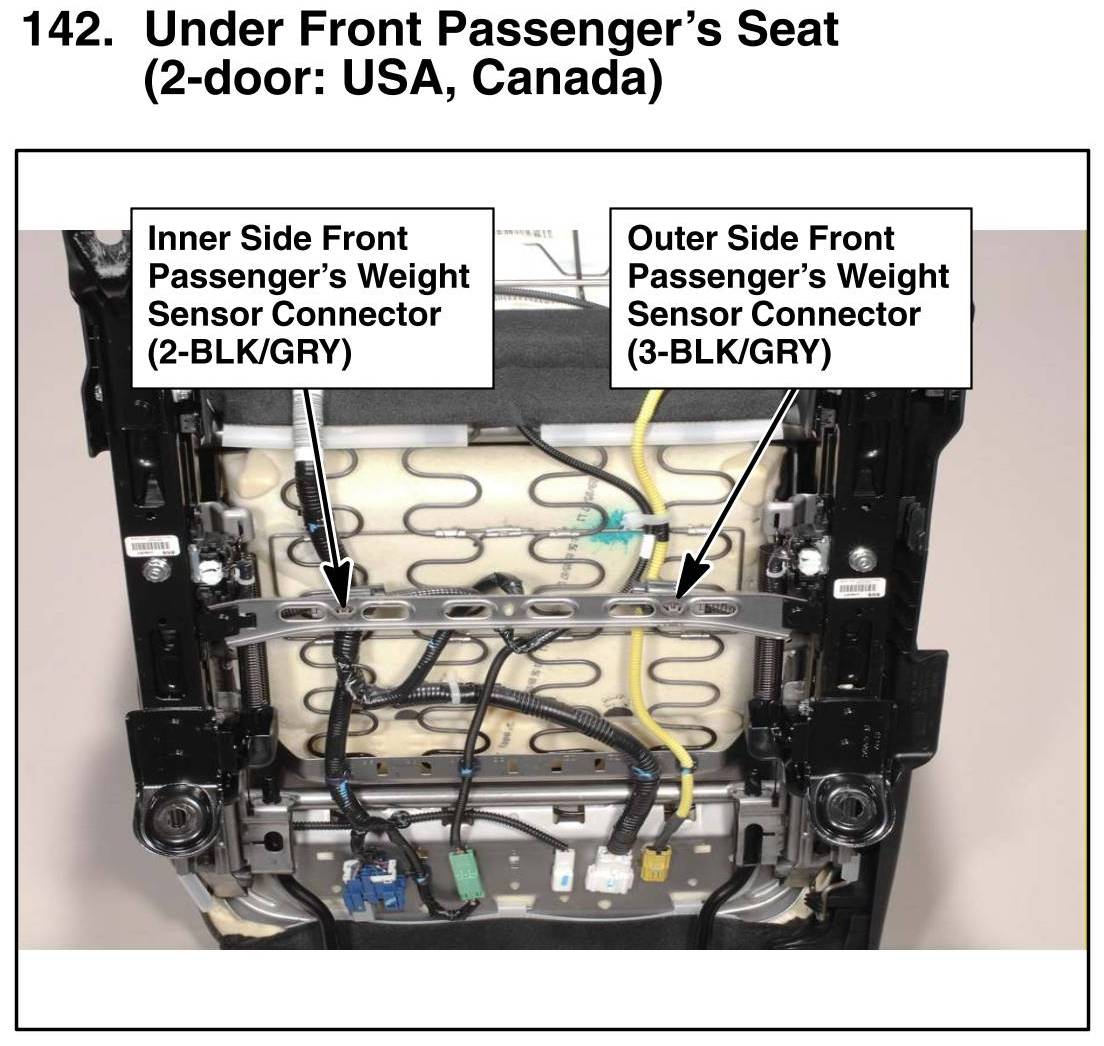 142. Under Front Passenger's Seat
(2-door: USA, Canada)
Inner Side Front
Passenger's Weight
Sensor Connector
(2-BLK/GRY)
Outer Side Front
Passenger's Weight
Sensor Connector
(3-BLK/GRY)